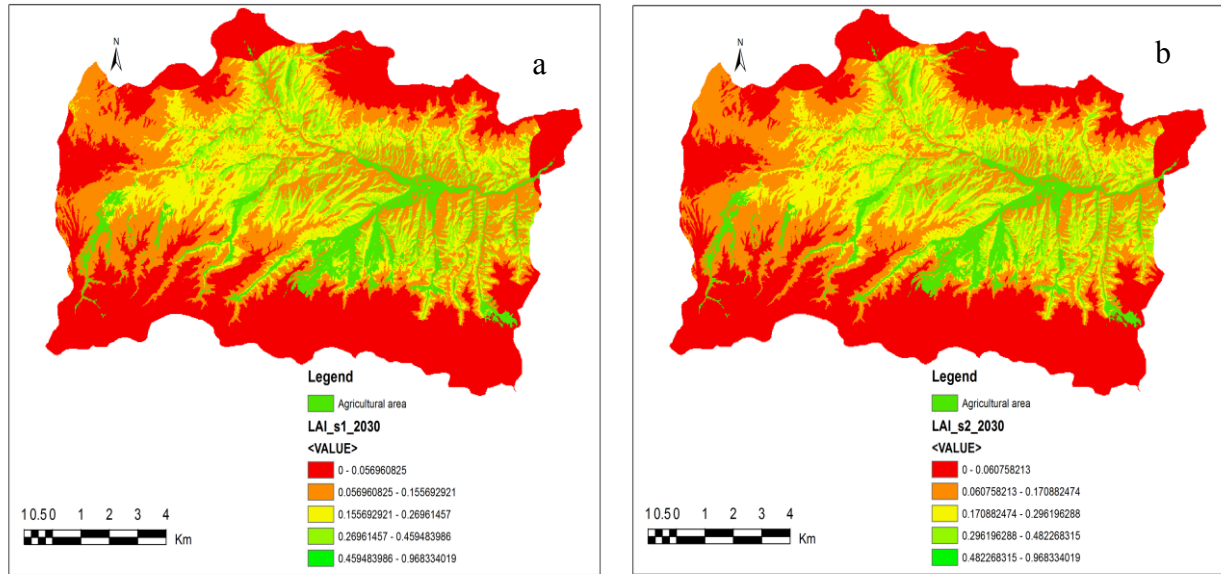 N
a
Legend
Agricultural area
LAI_s1_2030
<VALUE>
0 - 0.056960825
0.056960825 - 0.155692921
0.155692921 - 0.26961457
0.26961457 - 0.459483986
0.459483986 - 0.968334019
1 0.5 0 1 2 3 4
Km
N
b
Legend
Agricultural area
LAI_s2_2030
<VALUE>
0 - 0.060758213
0.060758213 - 0.170882474
0.170882474 - 0.296196288
0.296196288 - 0.482268315
0.482268315 - 0.968334019
1 0.5 0 1 2 3 4
Km